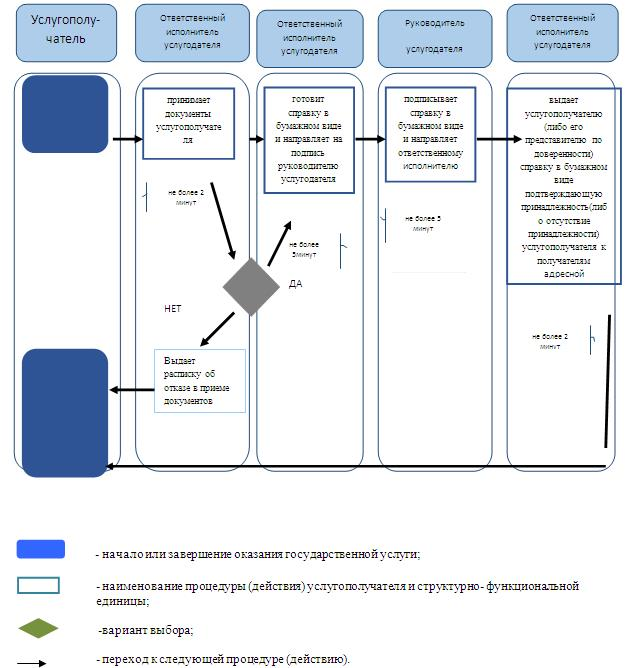 Услугополу-
чатель
Ответственный
исполнитель
услугодателя
Ответственный
исполнитель
услугодателя
Руководитель
услугодателя
Ответственный
исполнитель
услугодателя
принимает
документы
услугополучате
ля
готовит
справку в
бумажном виде
и направляет на
подпись
руководителю
услугодателя
подписывает
справку в
бумажном виде
и направляет
ответственному
исполнителю
выдает
услугополучателю
(либо его
представителю по
доверенности)
справку в бумажном
виде
подтверждающую
принадлежность(либ
о отсутствие
принадлежности)
услугополучателя к
получателям
адресной
не более 2
минут
не более
3минут
не более 5
минут
не более 2
минут
НЕТ
ДА
Выдает
расписку об
отказе в приеме
документов
- начало или завершение оказания государственной услуги;
- наименование процедуры (действия) услугополучателя и структурно- функциональной
единицы;
-вариант выбора;
- переход к следующей процедуре (действию).